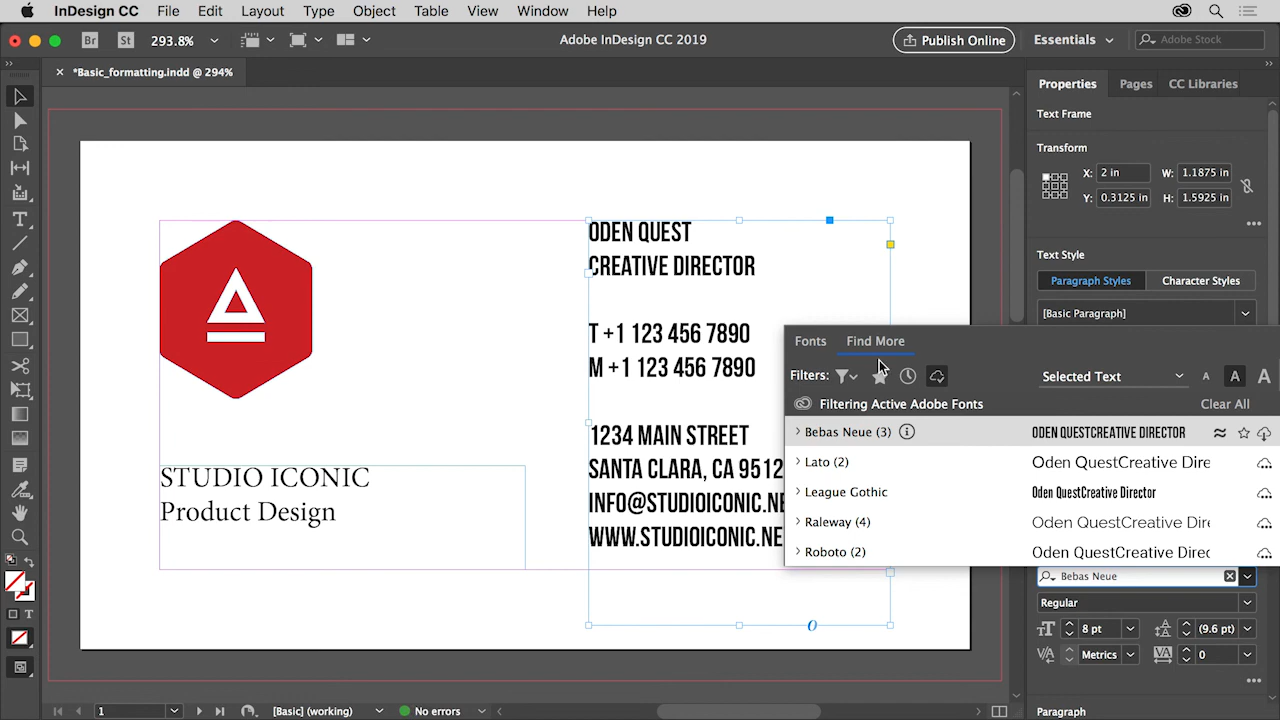 InDesign CC File Edit Layout Type Object Table View Window Help
Br St 293.8% Adobe InDesign CC 2019 Publish Online Essentials Adobe Stock
*Basic_formatting.indd @ 294%
Properties Pages CC Libraries
Text Frame
Transform
X: 2 in W: 1.1875 in
Y: 0.3125 in H: 1.5925 in
Text Style
Paragraph Styles Character Styles
[Basic Paragraph]
ODEN QUEST
CREATIVE DIRECTOR
T +1 123 456 7890
M +1 123 456 7890
1234 MAIN STREET
SANTA CLARA, CA 9512
INFO@STUDIOICONIC.NE
WWW.STUDIOICONIC.NE
STUDIO ICONIC
Product Design
Fonts Find More
Filters: Selected Text A A A
Filtering Active Adobe Fonts Clear All
Bebas Neue (3) ODEN QUESTCREATIVE DIRECTOR
Lato (2) Oden QuestCreative Dire
League Gothic Oden QuestCreative Director
Raleway (4) Oden QuestCreative Dire
Roboto (2) Oden QuestCreative Direc
Bebas Neue
Regular
8 pt (9.6 pt)
Metrics 0
Paragraph
1 [Basic] (working) No errors